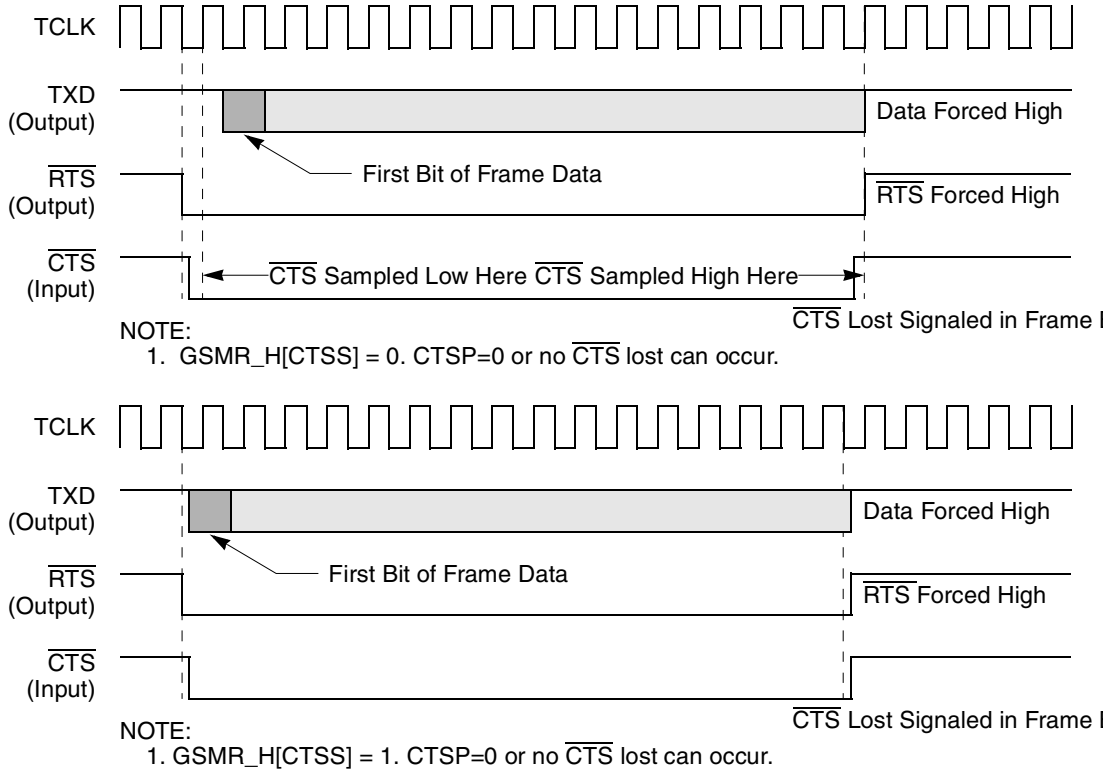 TCLK
TXD
(Output)
Data Forced High
First Bit of Frame Data
RTS
(Output)
RTS Forced High
CTS
(Input)
CTS Sampled Low Here CTS Sampled High Here
CTS Lost Signaled in Frame
NOTE:
1. GSMR_H[CTSS] = 0. CTSP=0 or no CTS lost can occur.
TCLK
TXD
(Output)
Data Forced High
First Bit of Frame Data
RTS
(Output)
RTS Forced High
CTS
(Input)
CTS Lost Signaled in Frame
NOTE:
1. GSMR_H[CTSS] = 1. CTSP=0 or no CTS lost can occur.